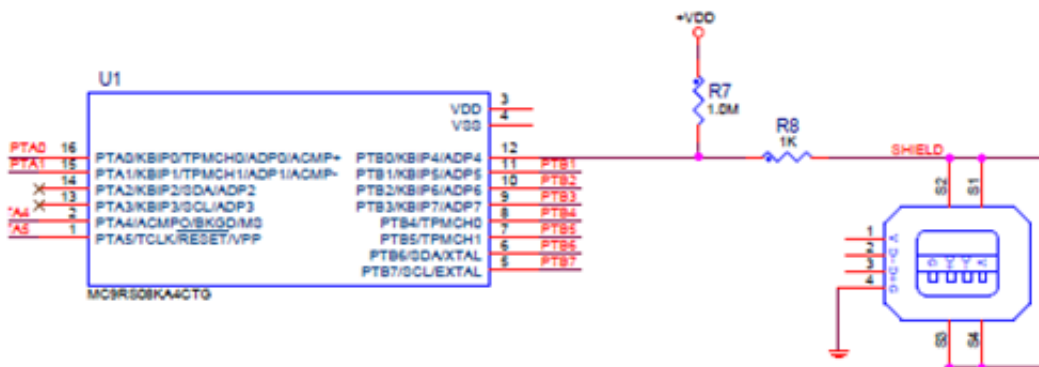 +VDD
U1
R7
1.0M
VDD 3
VSS 4
R8
1K
PTA0 16 PTA0/KBIP0/TPMCH0/ADP0/ACMP+ PTB0/KBIP4/ADP4 12
SHIELD
PTA1 15 PTA1/KBIP1/TPMCH1/ADP1/ACMP- PTB1/KBIP5/ADP5 11 PTB1
14 PTA2/KBIP2/SDA/ADP2 PTB2/KBIP6/ADP6 10 PTB2
13 PTA3/KBIP3/SCL/ADP3 PTB3/KBIP7/ADP7 9 PTB3
TA4 2 PTA4/ACMPO/BKGD/MS PTB4/TPMCH0 8 PTB4
TA5 1 PTA5/TCLK/RESET/VPP PTB5/TPMCH1 7 PTB5
PTB6/SDA/XTAL 6 PTB6
PTB7/SCL/EXTAL 5 PTB7
MC9RS08KA4CTG
S2 S1
1 V
2 D-
3 D+
4 G
S3 S4